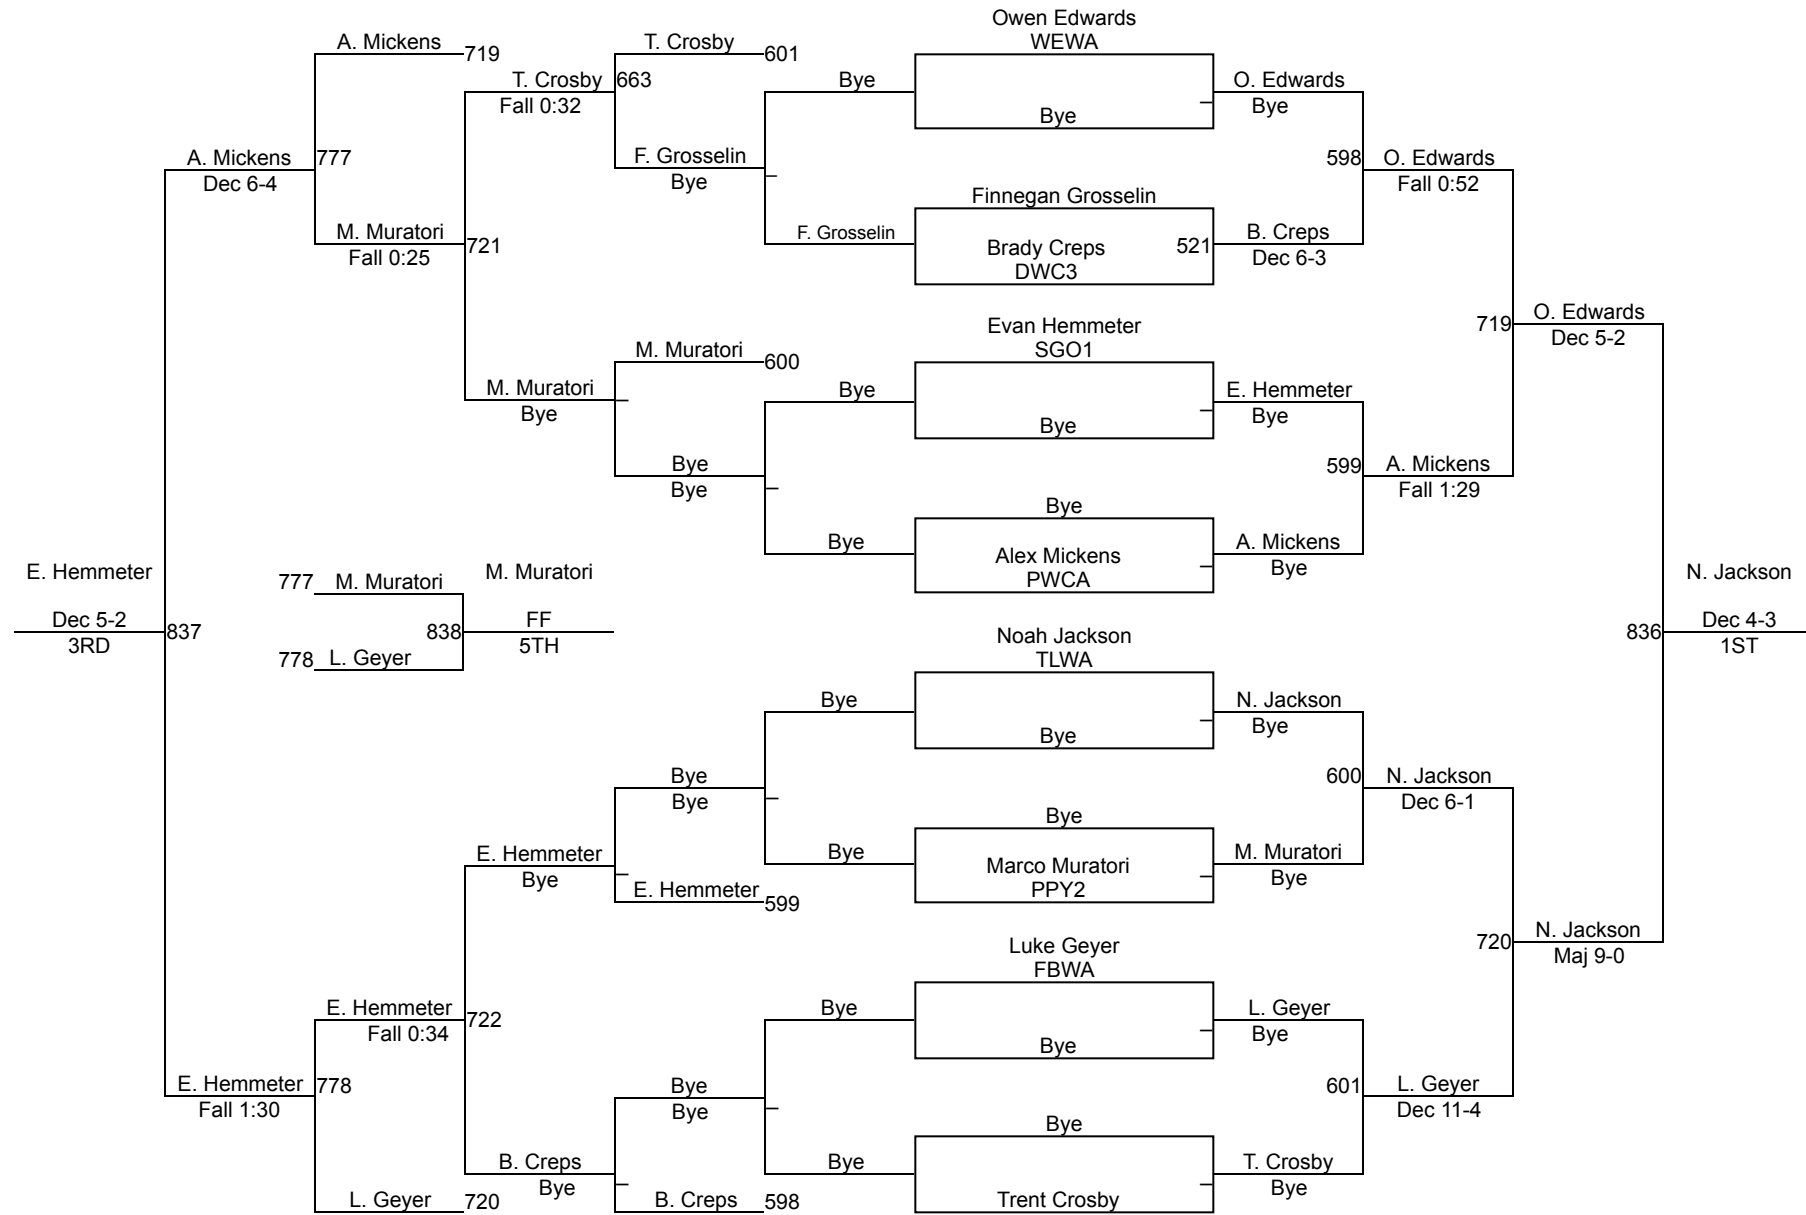 Owen Edwards
A. Mickens
719
T. Crosby
601
WEWA
T. Crosby
663
Bye
O. Edwards
Fall 0:32
Bye
Bye
A. Mickens
777
F. Grosselin
598
O. Edwards
Dec 6-4
Bye
Fall 0:52
Finnegan Grosselin
M. Muratori
721
F. Grosselin
Brady Creps
521
B. Creps
Fall 0:25
DWC3
Dec 6-3
Evan Hemmeter
719
O. Edwards
M. Muratori
600
SGO1
Dec 5-2
M. Muratori
Bye
E. Hemmeter
Bye
Bye
Bye
Bye
599
A. Mickens
Bye
Fall 1:29
Bye
Bye
Alex Mickens
A. Mickens
PWCA
Bye
E. Hemmeter
777
M. Muratori
M. Muratori
N. Jackson
Dec 5-2
837
838
FF
Noah Jackson
836
Dec 4-3
3RD
778
L. Geyer
5TH
TLWA
1ST
Bye
N. Jackson
Bye
Bye
Bye
600
N. Jackson
Bye
Dec 6-1
Bye
E. Hemmeter
Bye
Marco Muratori
M. Muratori
Bye
E. Hemmeter
599
PPY2
Bye
Luke Geyer
720
N. Jackson
FBWA
Maj 9-0
E. Hemmeter
722
Bye
L. Geyer
Fall 0:34
Bye
Bye
E. Hemmeter
778
Bye
601
L. Geyer
Fall 1:30
Bye
Dec 11-4
Bye
B. Creps
Bye
T. Crosby
Bye
Bye
L. Geyer
720
B. Creps
598
Trent Crosby